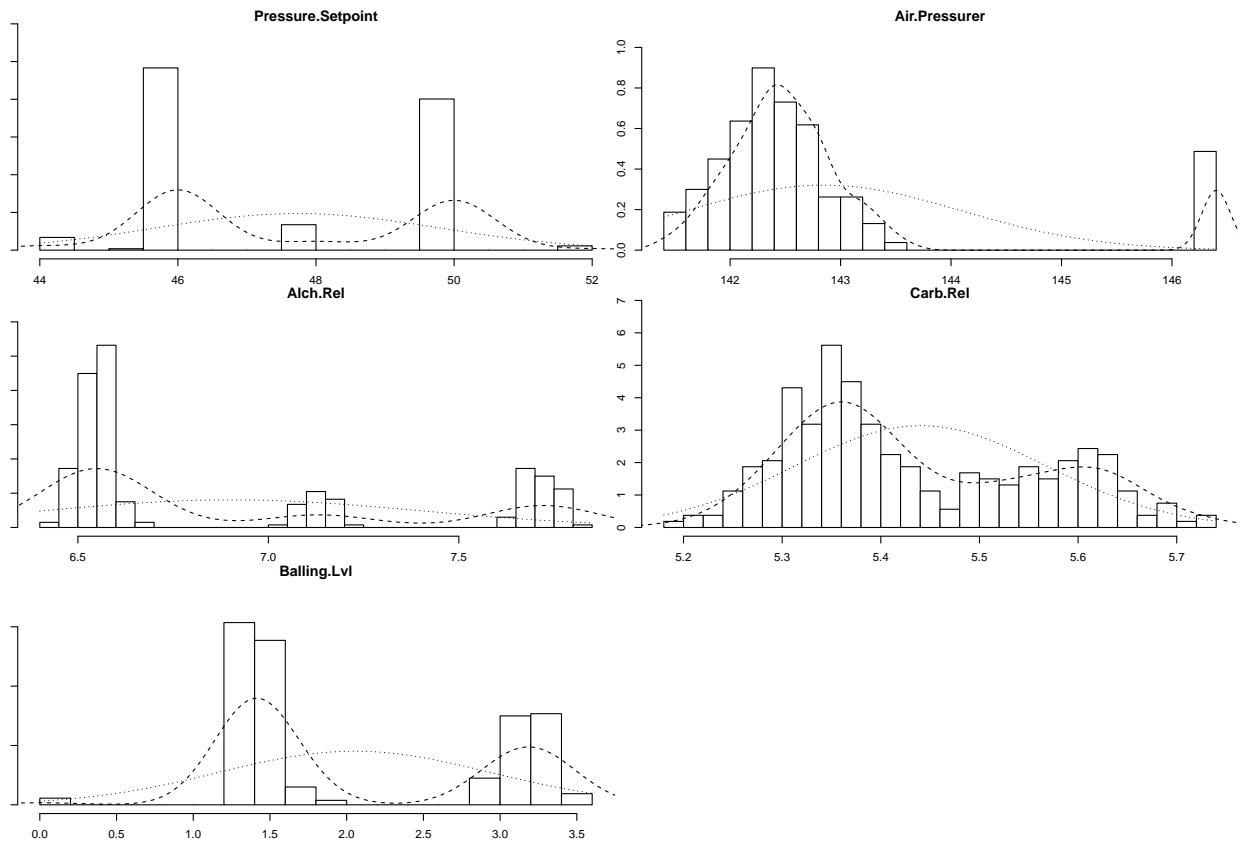 Pressure.Setpoint
44 46 48 50 52
Air.Pressurer
0.0 0.2 0.4 0.6 0.8 1.0
142 143 144 145 146
Alch.Rel
6.5 7.0 7.5
Carb.Rel
0 1 2 3 4 5 6 7
5.2 5.3 5.4 5.5 5.6 5.7
Balling.Lvl
0.0 0.5 1.0 1.5 2.0 2.5 3.0 3.5